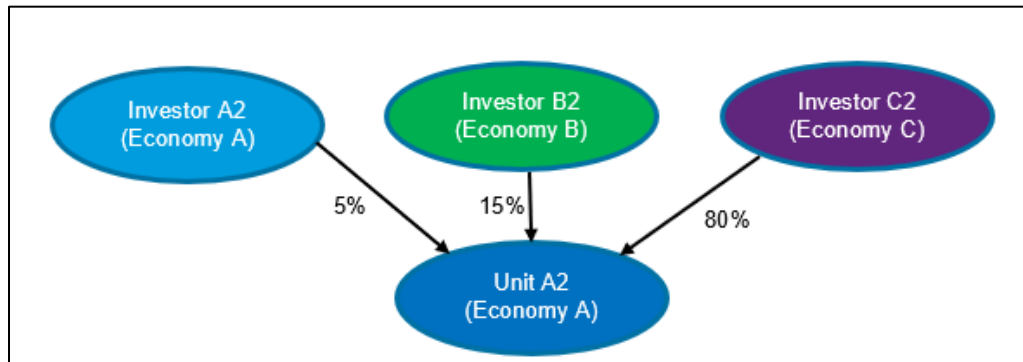 Investor A2
(Economy A)
Investor B2
(Economy B)
Investor C2
(Economy C)
5%
15%
80%
Unit A2
(Economy A)